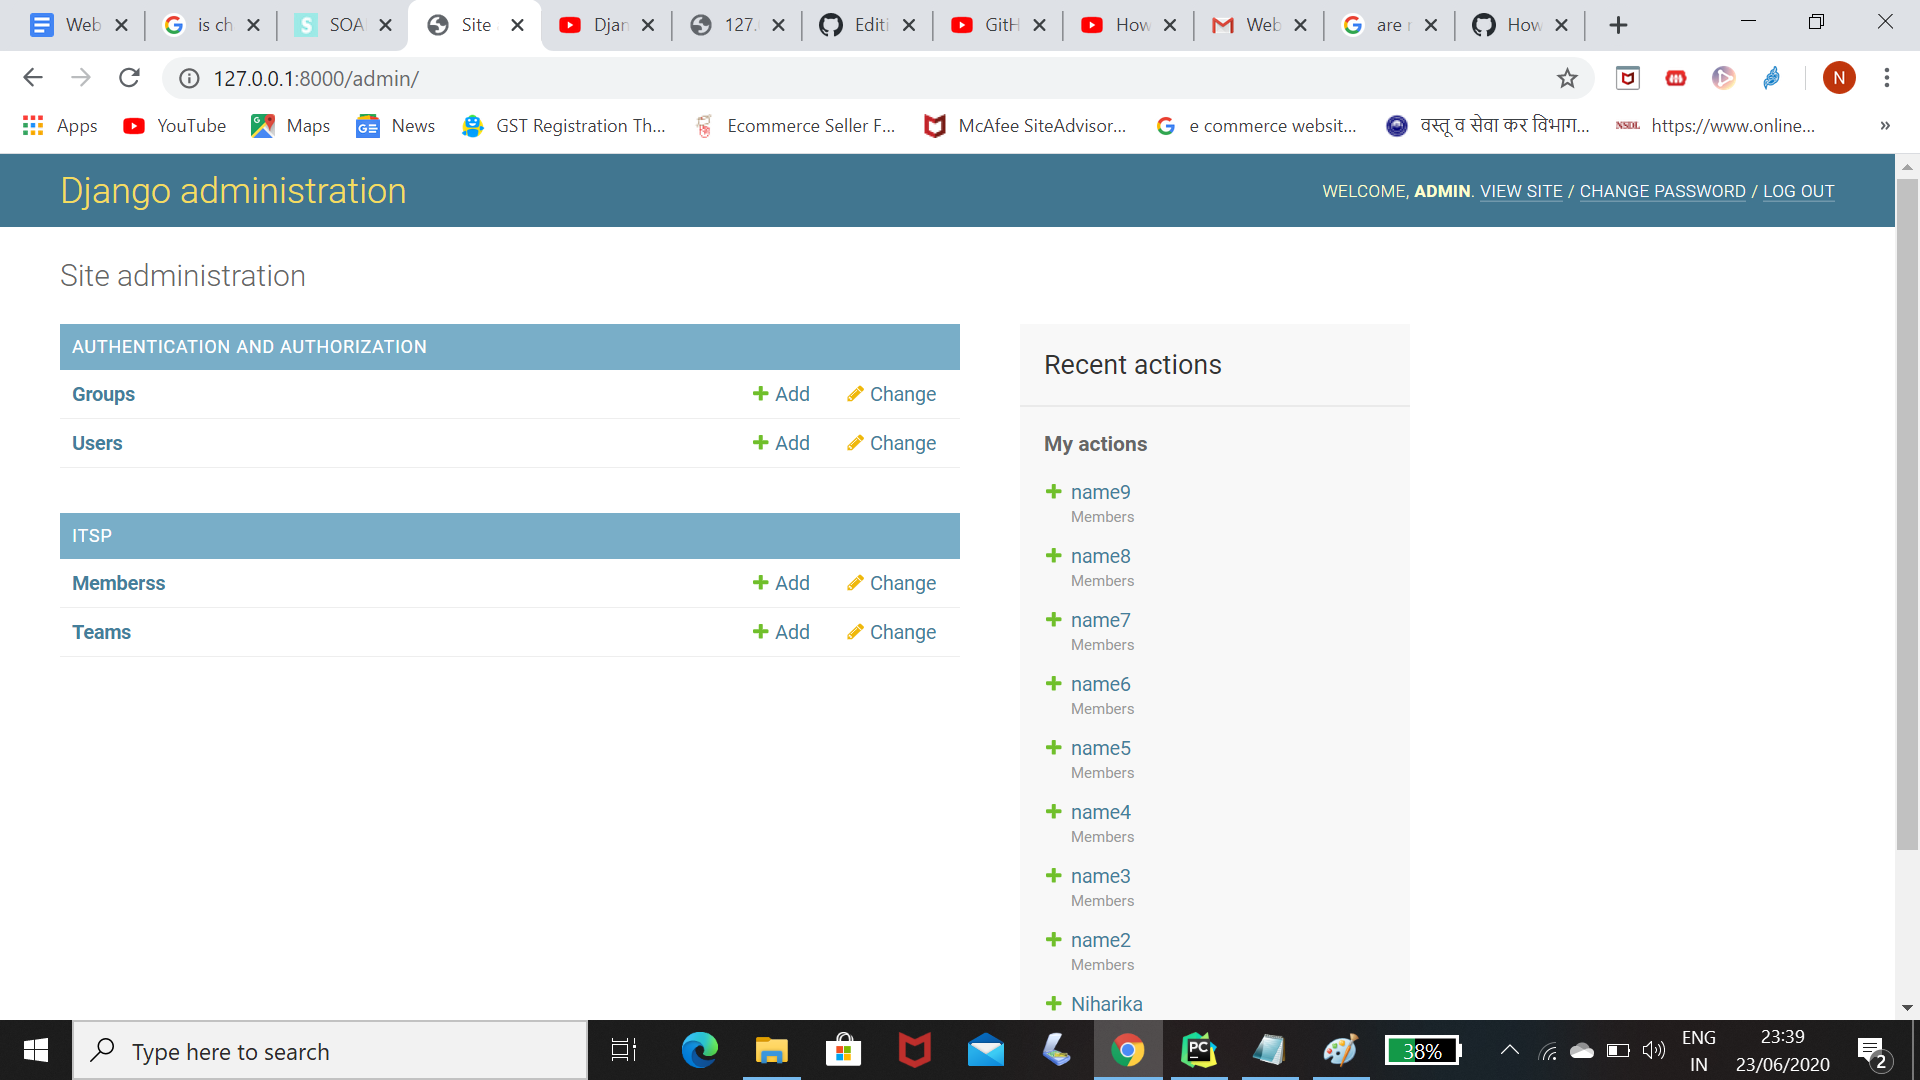 Web
is ch
S SOA
Site
Djan
127.
Editi
GitH
How
Web
are
How
127.0.0.1:8000/admin/
N
Apps
YouTube
Maps
News
GST Registration Th...
Ecommerce Seller F...
McAfee SiteAdvisor...
e commerce websit...
वस्तू व सेवा कर विभाग...
NSDL https://www.online...
»
Django administration
WELCOME, ADMIN. VIEW SITE / CHANGE PASSWORD / LOG OUT
Site administration
AUTHENTICATION AND AUTHORIZATION
Groups Add Change
Users Add Change
ITSP
Memberss Add Change
Teams Add Change
Recent actions
My actions
name9
Members
name8
Members
name7
Members
name6
Members
name5
Members
name4
Members
name3
Members
name2
Members
Niharika
Type here to search
PC
38%
ENG
IN
23:39
23/06/2020
2